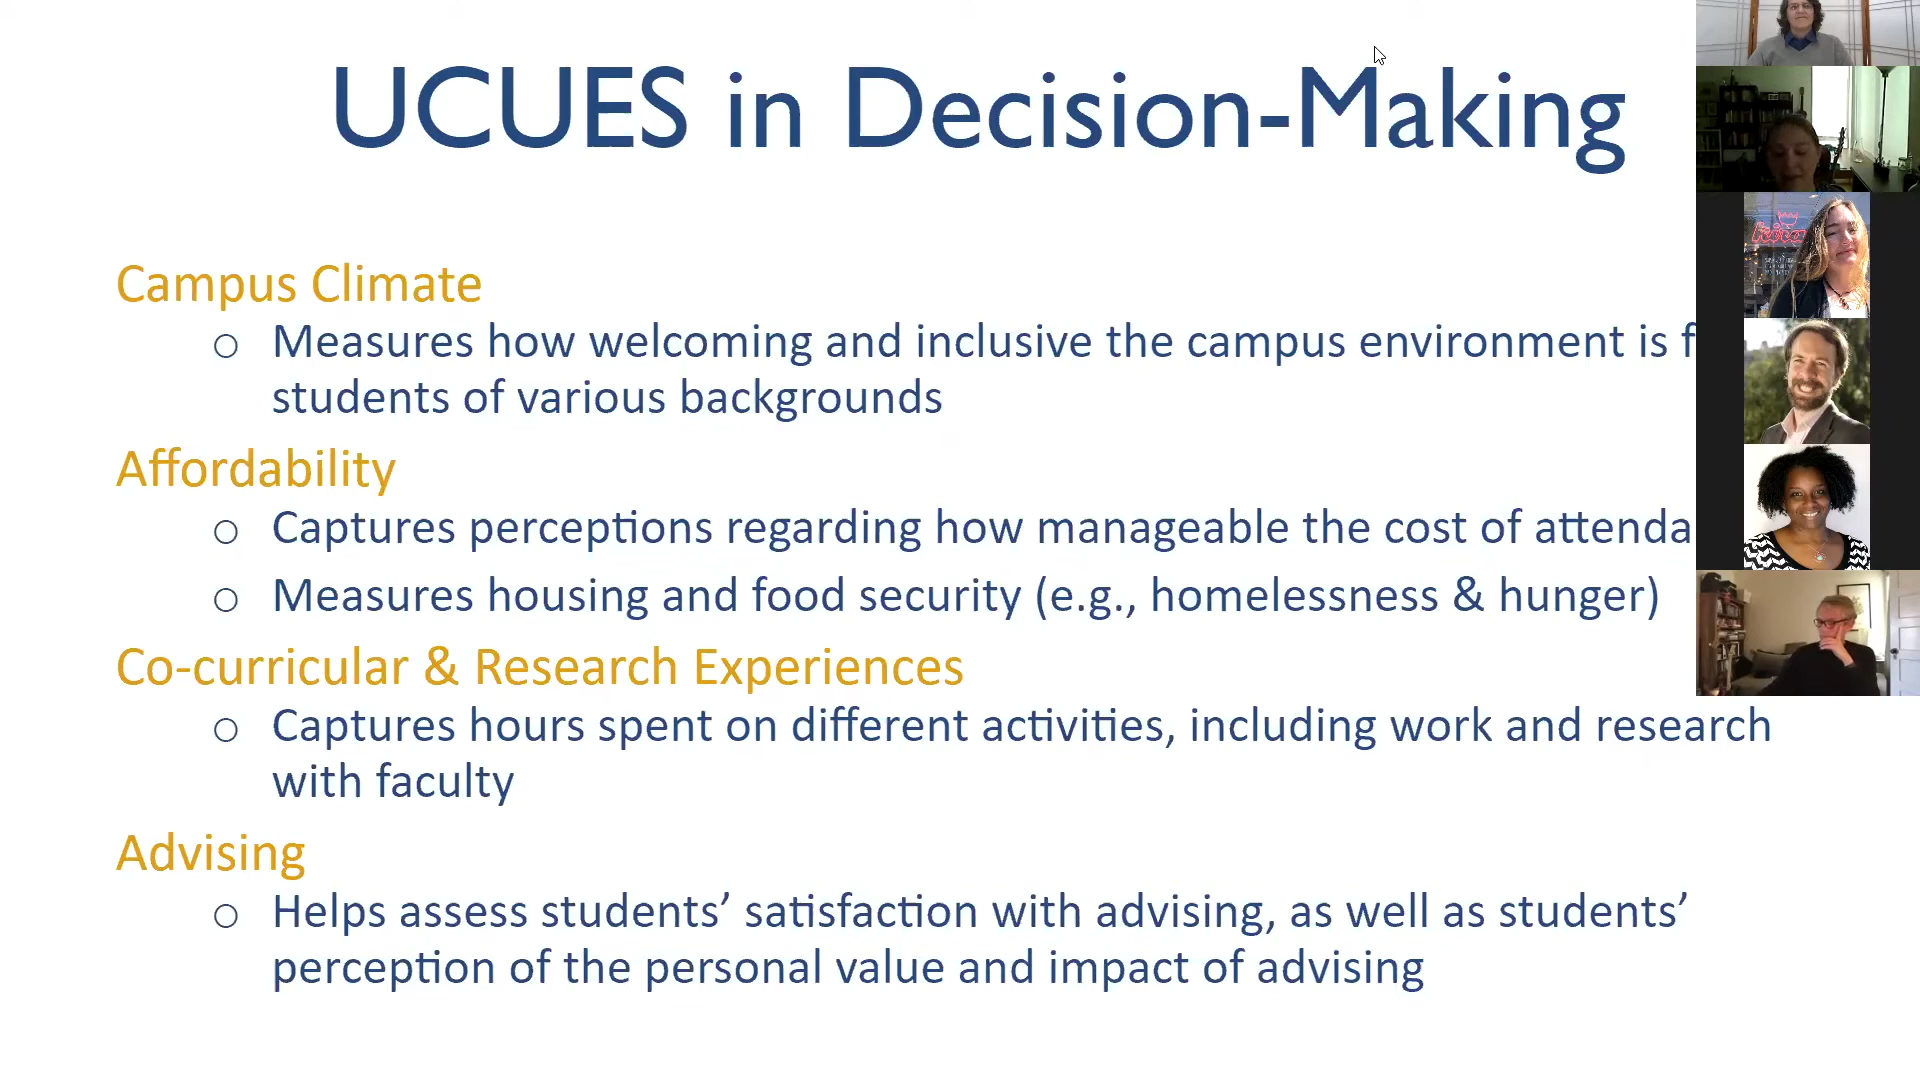 UCUES in Decision-Making
Campus Climate
Measures how welcoming and inclusive the campus environment is f
students of various backgrounds
Affordability
Captures perceptions regarding how manageable the cost of attenda
Measures housing and food security (e.g., homelessness & hunger)
Co-curricular & Research Experiences
Captures hours spent on different activities, including work and research
with faculty
Advising
Helps assess students’ satisfaction with advising, as well as students’
perception of the personal value and impact of advising